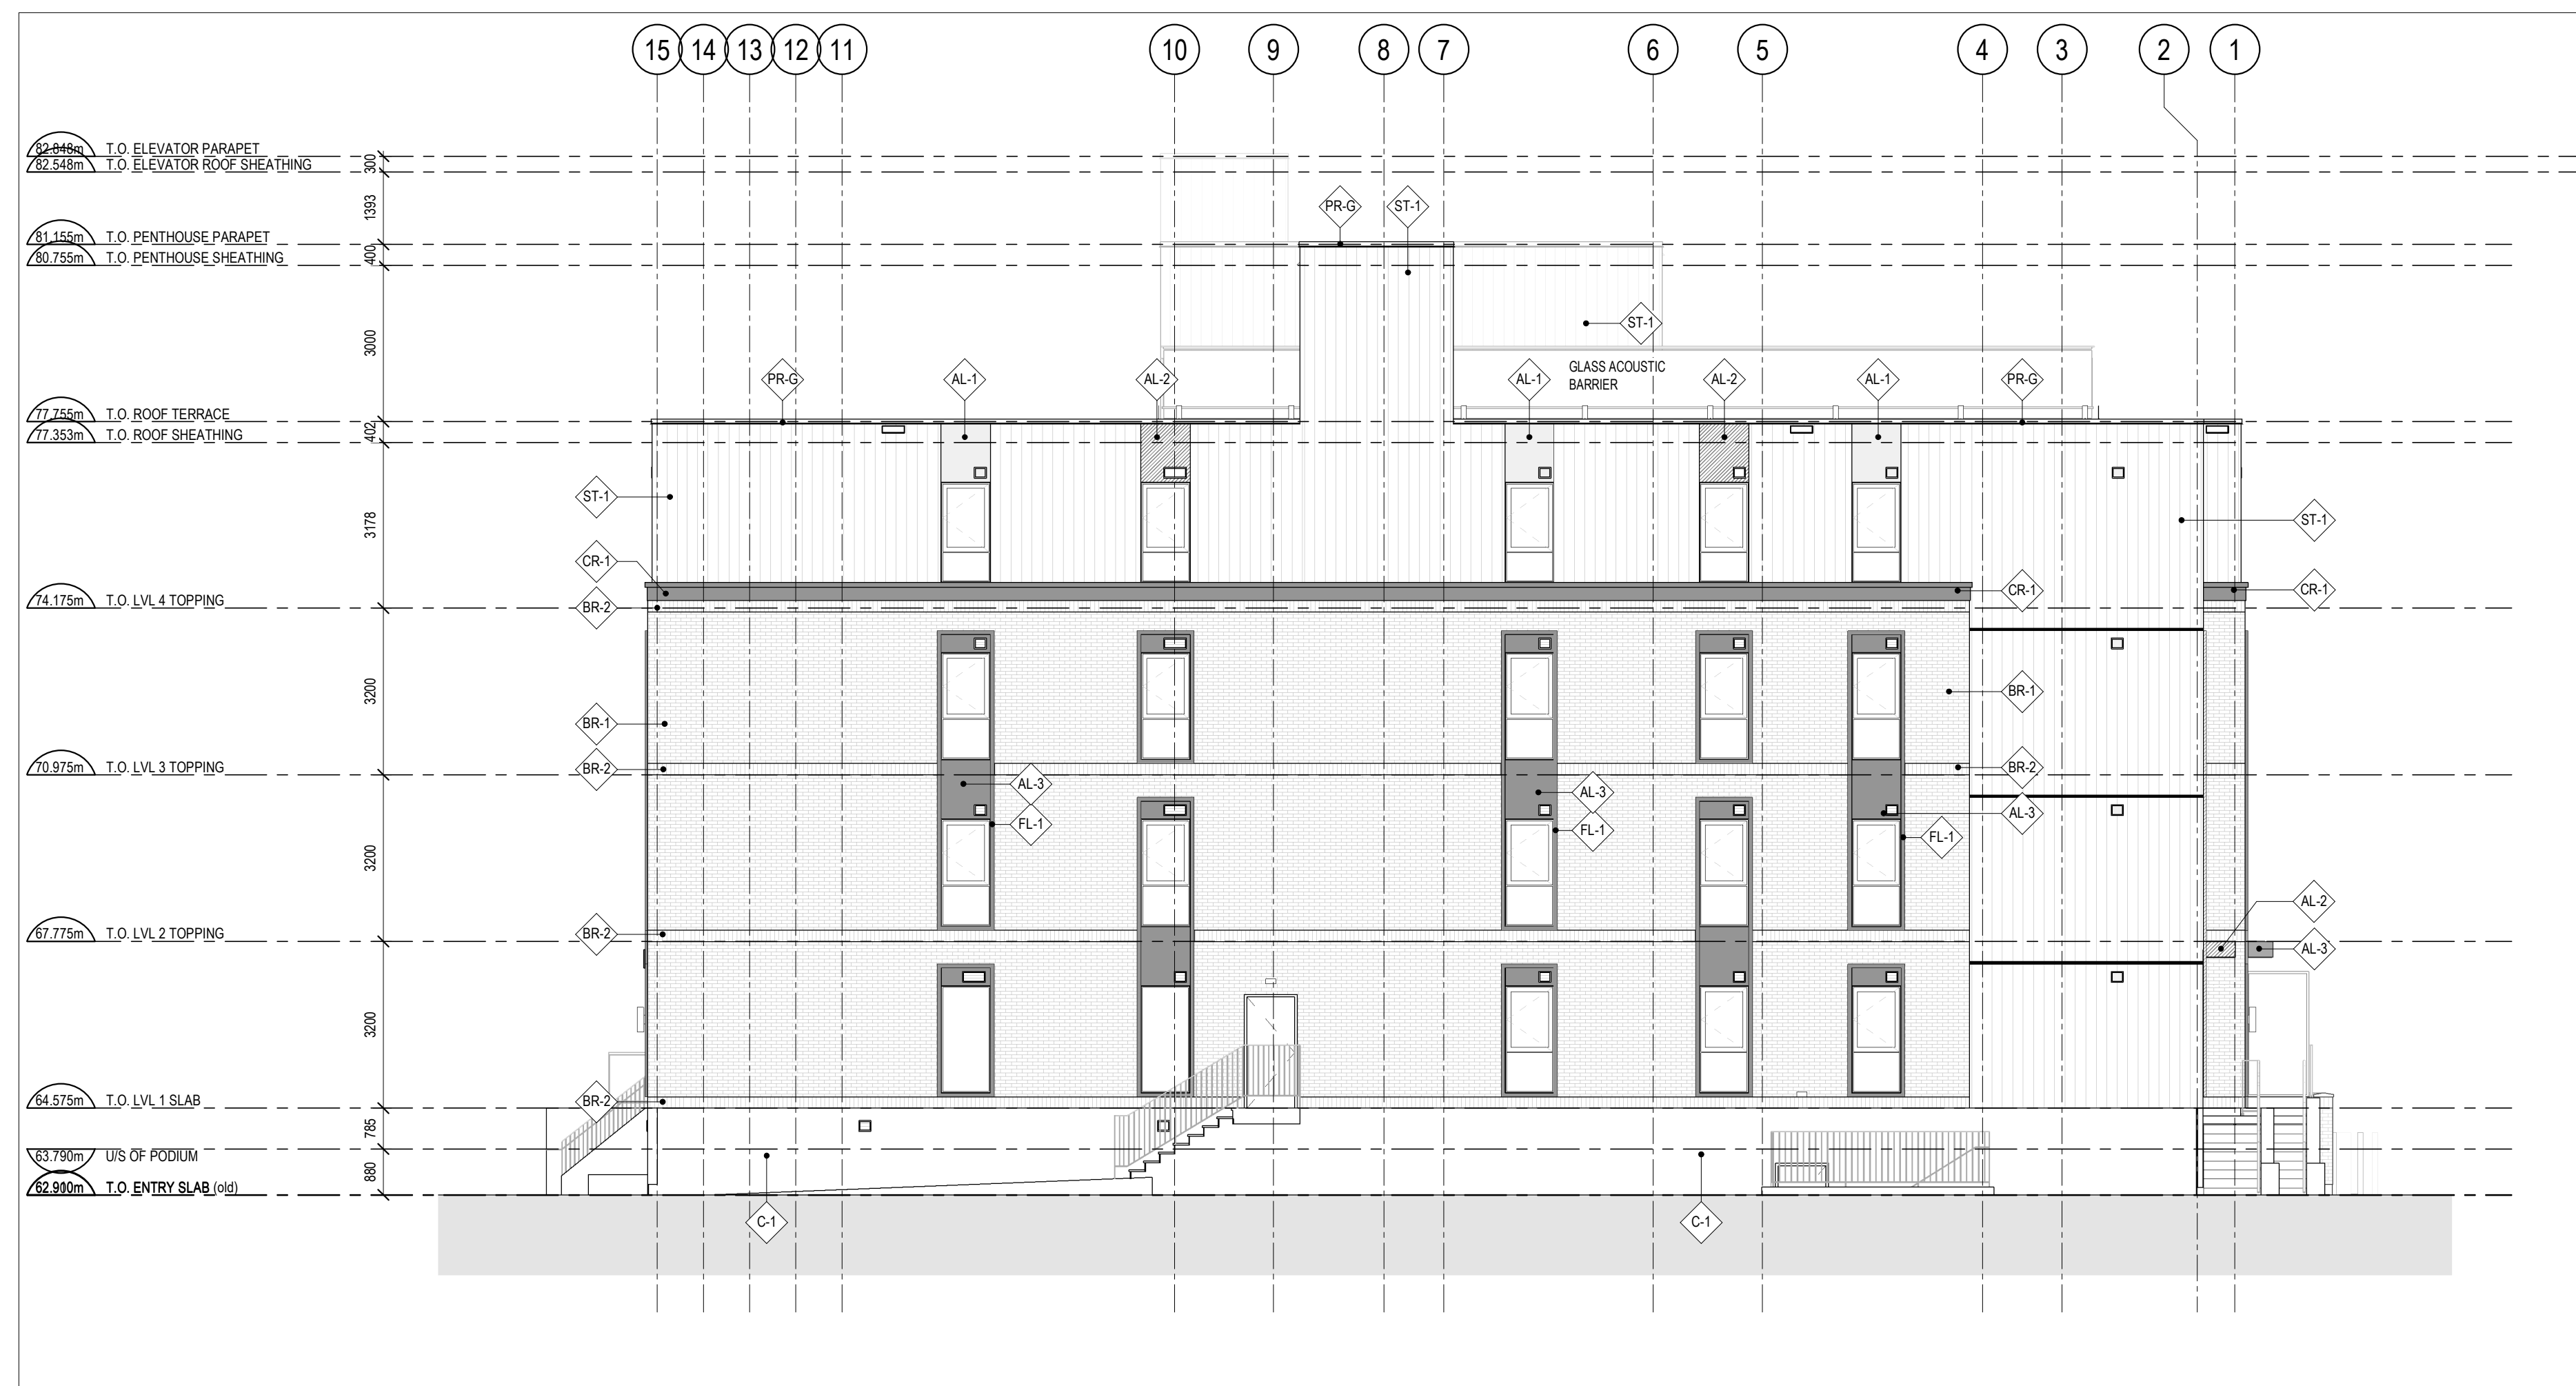 15 14 13 12 11 10 9 8 7 6 5 4 3 2 1
82.848m T.O. ELEVATOR PARAPET
82.548m T.O. ELEVATOR ROOF SHEATHING
300
1393
PR-G ST-1
81.155m T.O. PENTHOUSE PARAPET
400
80.755m T.O. PENTHOUSE SHEATHING
3000
ST-1
GLASS ACOUSTIC
BARRIER
PR-G AL-1 AL-2 AL-1 AL-2 AL-1 PR-G
77.755m T.O. ROOF TERRACE
402
77.353m T.O. ROOF SHEATHING
ST-1 ST-1
3178
CR-1 CR-1 CR-1
74.175m T.O. LVL 4 TOPPING
BR-2
3200
BR-1 BR-1
BR-2 BR-2
70.975m T.O. LVL 3 TOPPING
AL-3 AL-3 AL-3
FL-1 FL-1 FL-1
3200
AL-2
67.775m T.O. LVL 2 TOPPING
BR-2
AL-3
3200
64.575m T.O. LVL 1 SLAB
BR-2
785
63.790m U/S OF PODIUM
880
T.O. ENTRY SLAB (old)
C-1 C-1